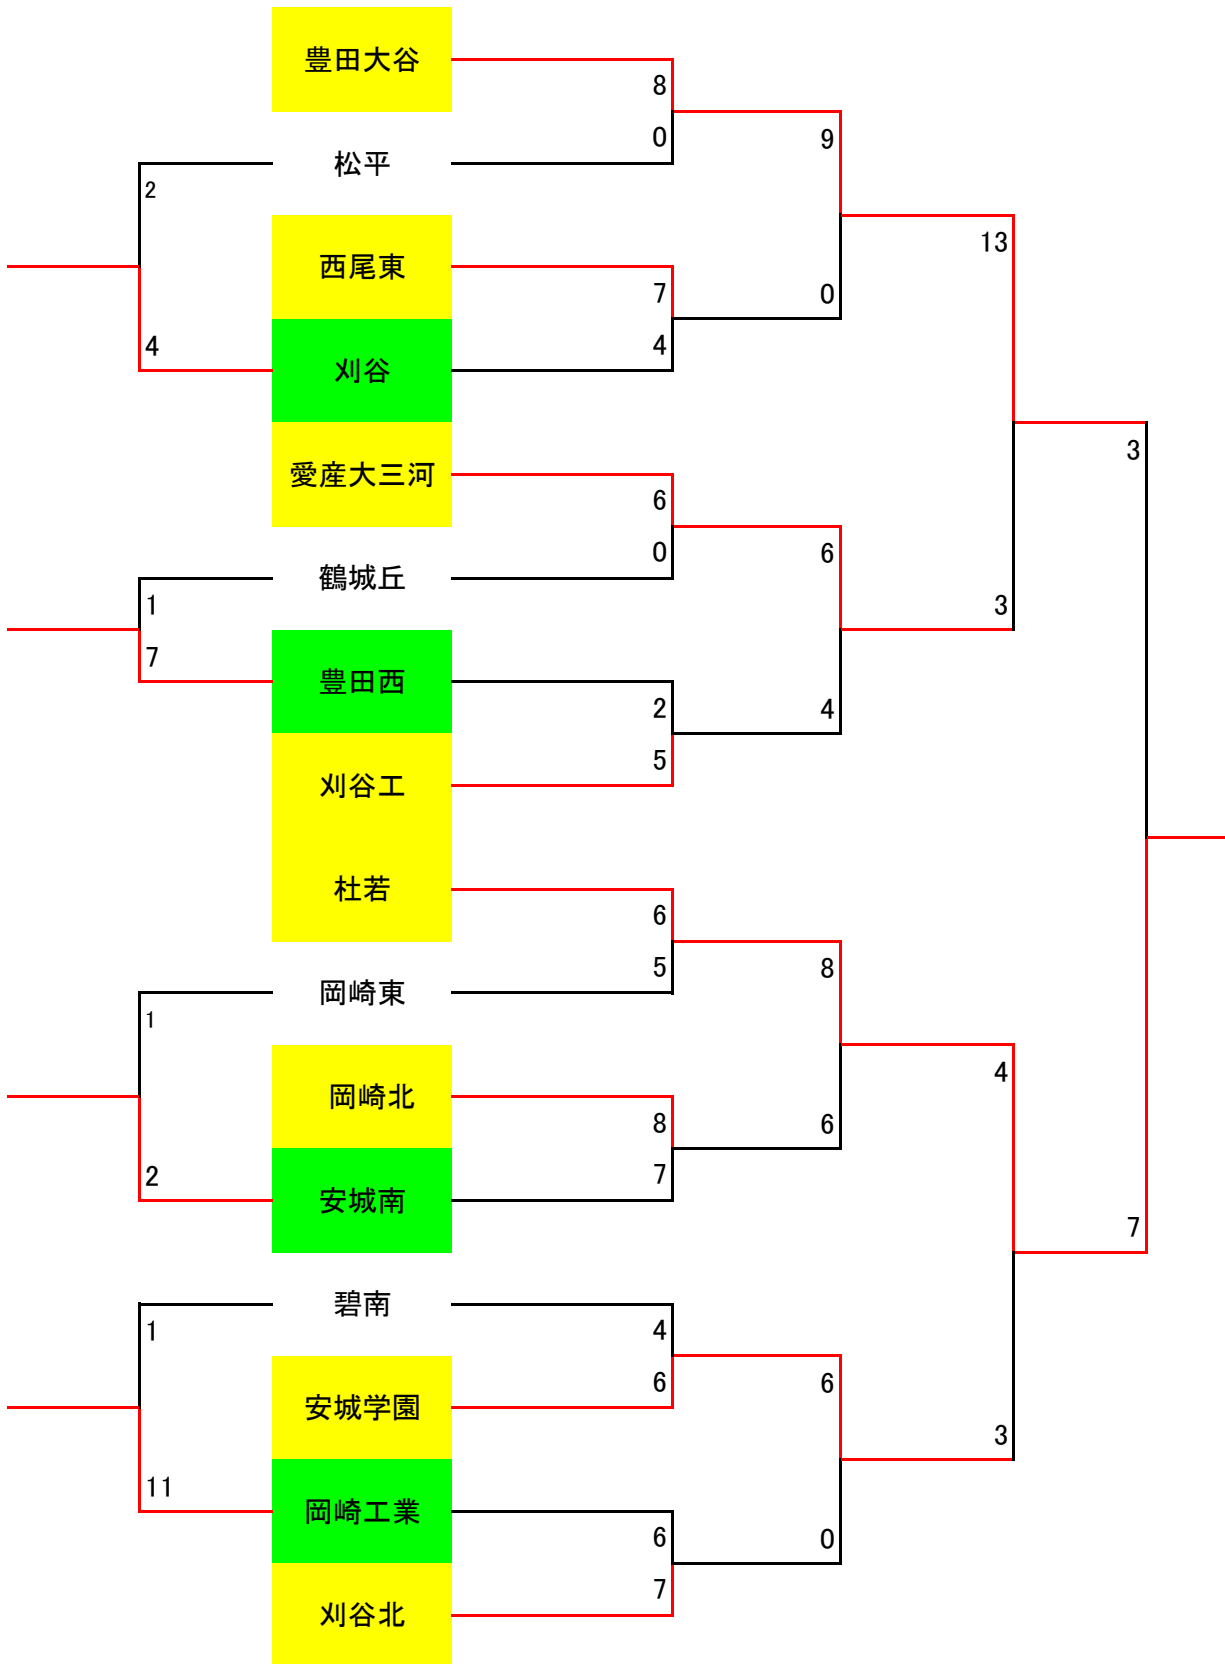 豊田大谷
8
0
9
松平
2
13
西尾東
7
0
4
4
刈谷
3
愛産大三河
6
0
6
鶴城丘
1
3
7
豊田西
2
4
5
刈谷工
杜若
6
5
8
岡崎東
1
4
岡崎北
8
6
2
7
安城南
7
碧南
1
4
6
6
安城学園
3
11
岡崎工業
6
0
7
刈谷北